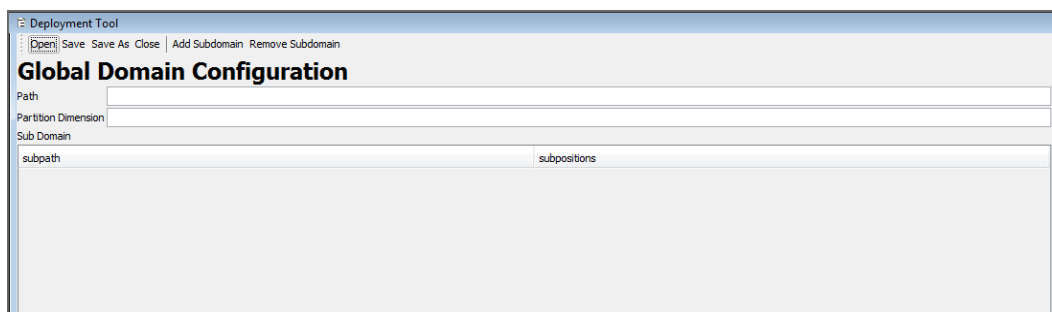 Deployment Tool
Open Save Save As Close Add Subdomain Remove Subdomain
Global Domain Configuration
Path
Partition Dimension
Sub Domain
subpath subpositions